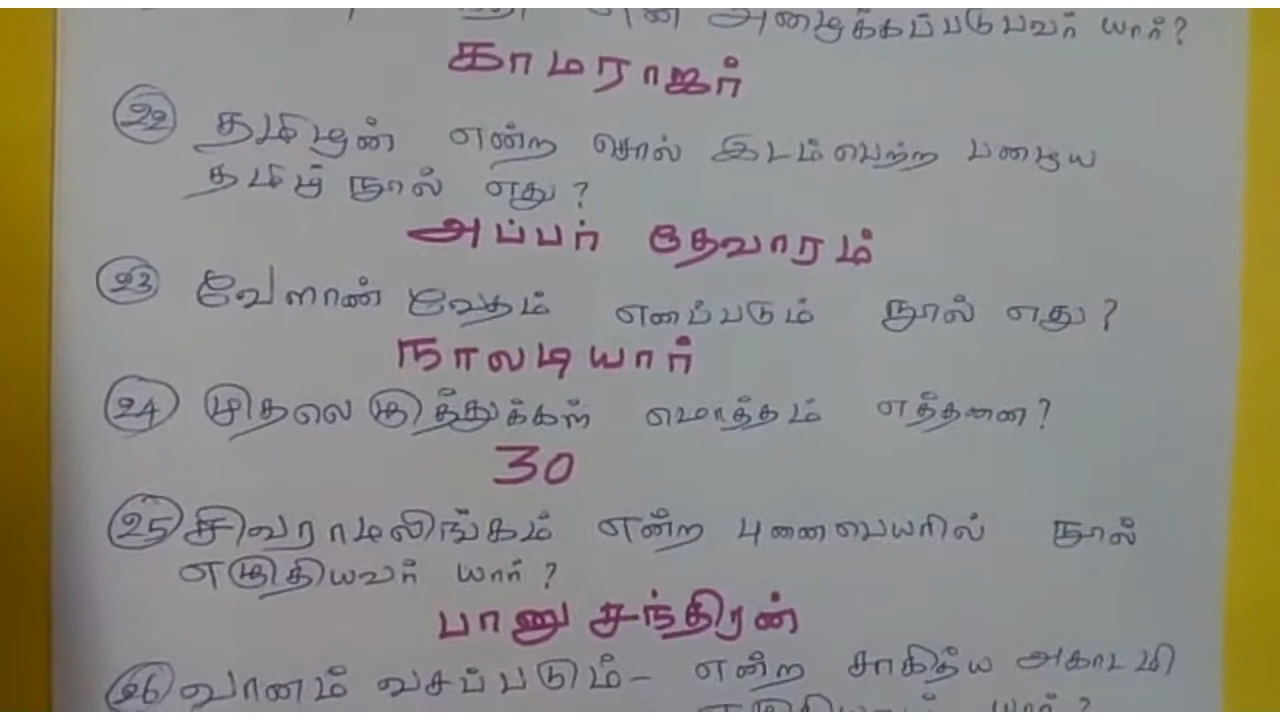 என அழைக்கப்படுபவர் யார்?
காமராஜர்
22 தமிழன் என்ற சொல் இடம்பெற்ற பழைய
தமிழ் நூல் எது?
அப்பர் தேவாரம்
23 வேளாண் வேதம் எனப்படும் நூல் எது?
நாலடியார்
24 முதலெழுத்துக்கள் மொத்தம் எத்தனை?
30
25 சிவராமலிங்கம் என்ற புனைபெயரில் நூல்
எழுதியவர் யார்?
பானு சந்திரன்
26 வானம் வசப்படும் - என்ற சாகித்ய அகாடமி
யார்?